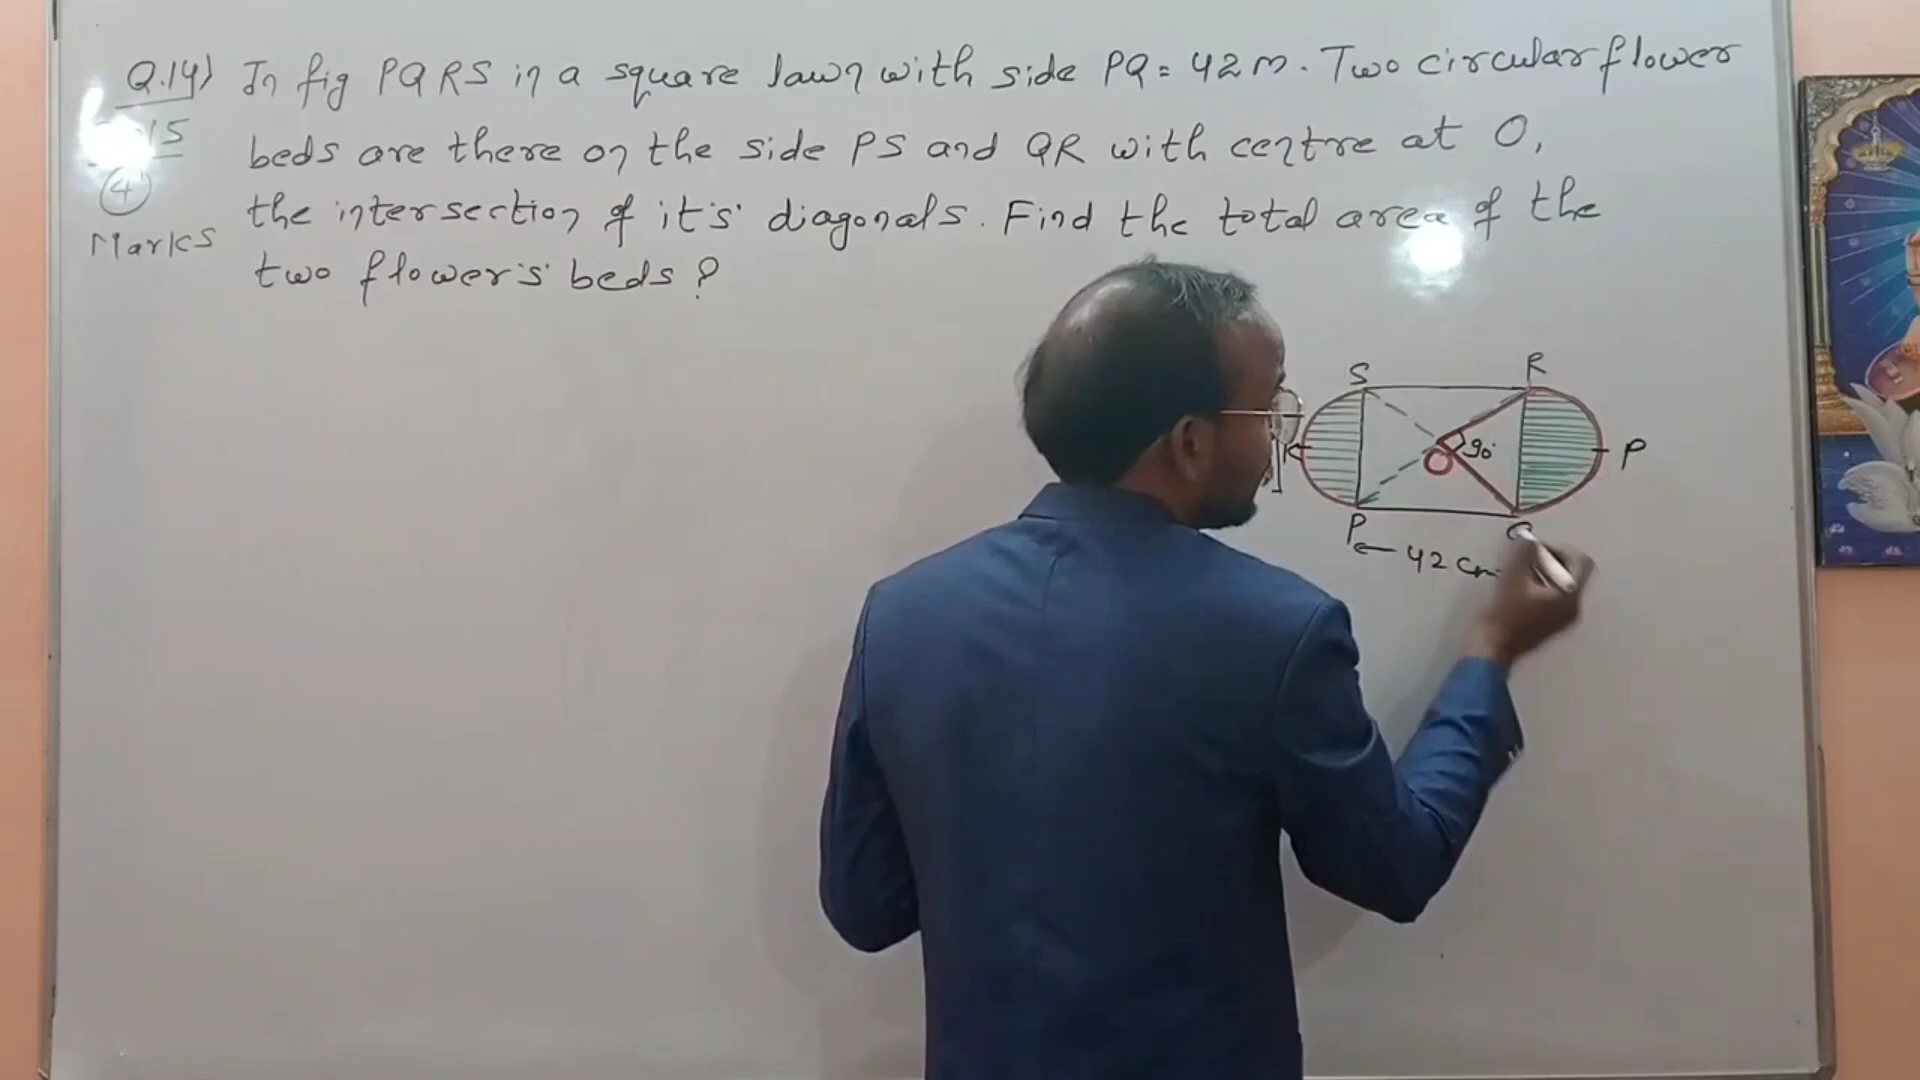 Q.14) In fig PQRS in a square lawn with side PQ = 42 m. Two circular flower
15 beds are there on the side PS and QR with centre at O,
4 the intersection of it's diagonals. Find the total area of the
Marks two flower's beds?
S R
90°
O P
P
42 cm